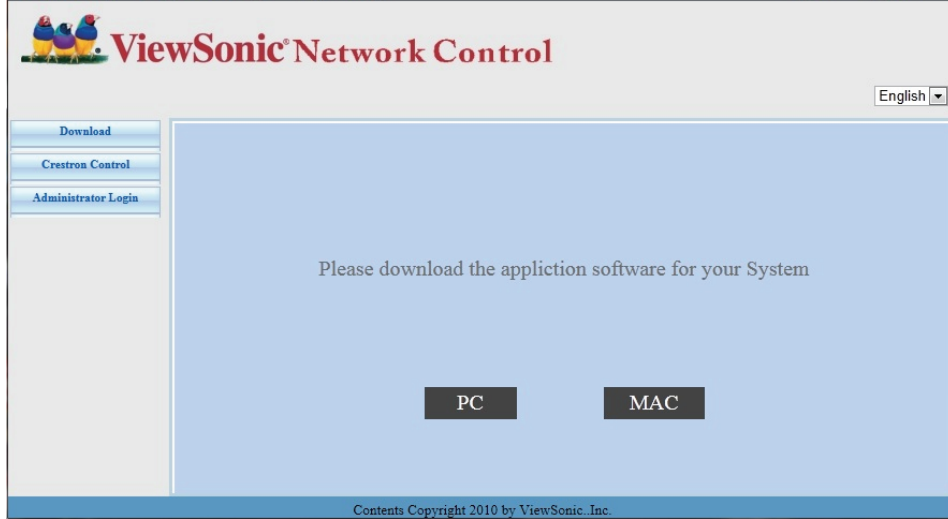 ViewSonic® Network Control
English
Download
Crestron Control
Administrator Login
Please download the appliction software for your System
PC MAC
Contents Copyright 2010 by ViewSonic..Inc.